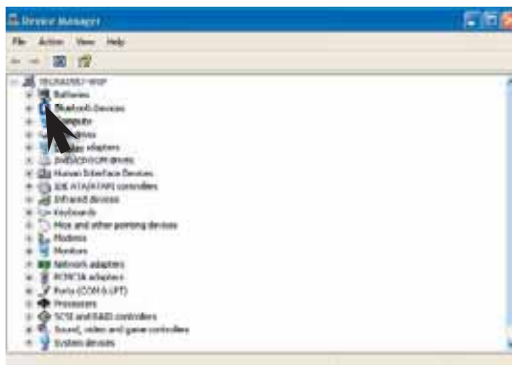 Device Manager
File Action View Help
Batteries
Bluetooth Devices
Computer
drives
adapters
DVD/CD-ROM drives
Human Interface Devices
IDE ATA/ATAPI controllers
Infrared devices
Keyboards
Mice and other pointing devices
Modems
Monitors
Network adapters
PCMCIA adapters
Ports (COM & LPT)
Processors
SCSI and RAID controllers
Sound, video and game controllers
System devices